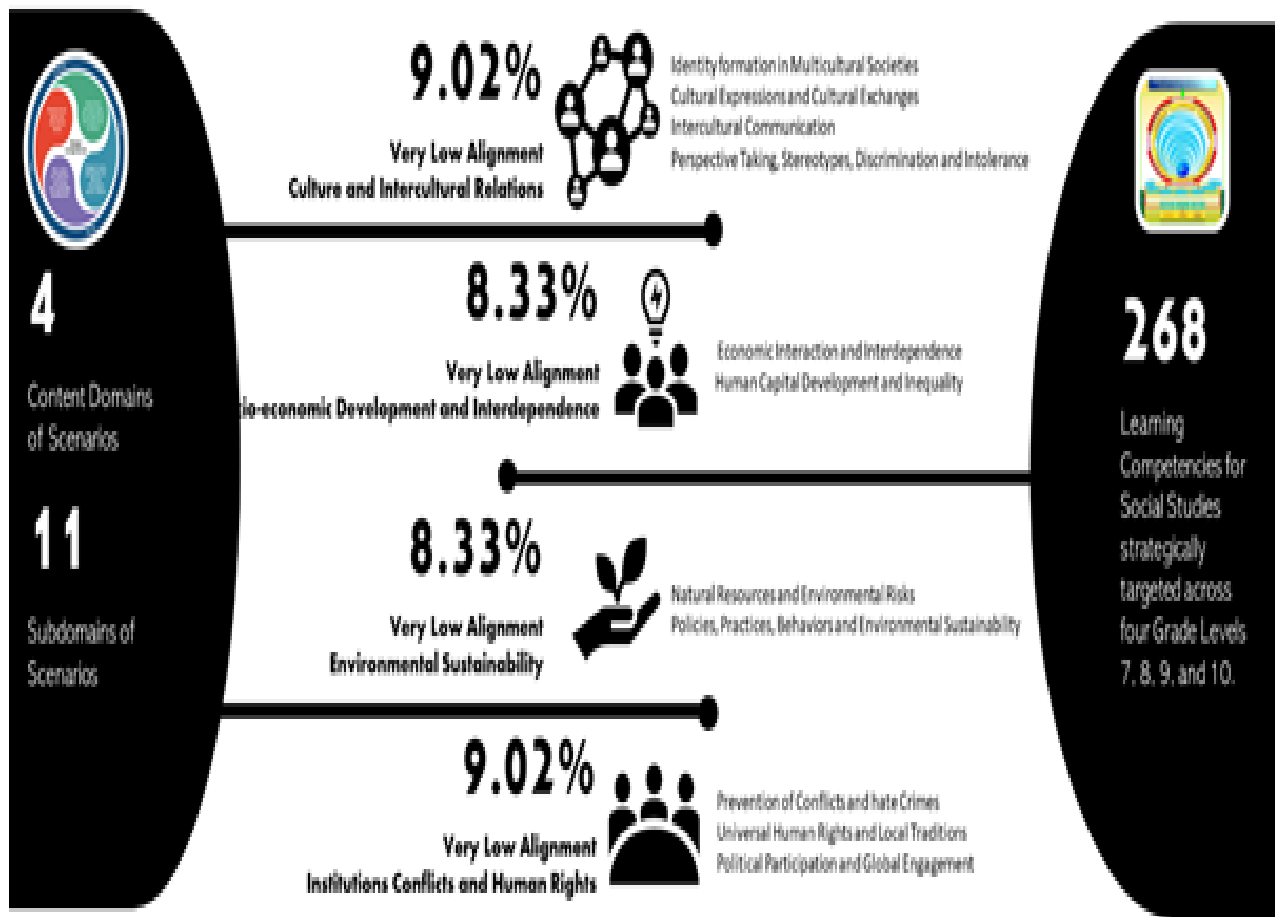 4
Content Domains
of Scenarios
11
Subdomains of
Scenarios
9.02%
Very Low Alignment
Culture and Intercultural Relations
Identity formation in Multicultural Societies
Cultural Expressions and Cultural Exchanges
Intercultural Communication
Perspective Taking, Stereotypes, Discrimination and Intolerance
8.33%
Very Low Alignment
cio-economic Development and Interdependence
Economic Interaction and Interdependence
Human Capital Development and Inequality
8.33%
Very Low Alignment
Environmental Sustainability
Natural Resources and Environmental Risks
Policies, Practices, Behaviors and Environmental Sustainability
9.02%
Very Low Alignment
Institutions Conflicts and Human Rights
Prevention of Conflicts and hate Crimes
Universal Human Rights and Local Traditions
Political Participation and Global Engagement
268
Learning
Competencies for
Social Studies
strategically
targeted across
four Grade Levels
7, 8, 9, and 10.